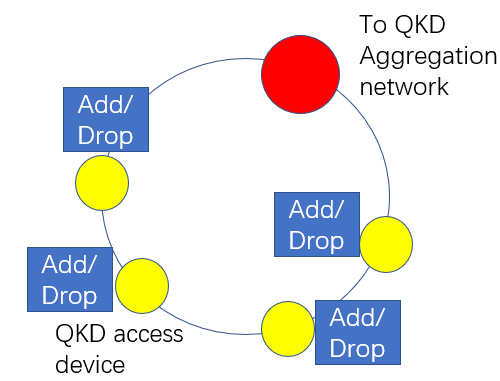 To QKD
Aggregation
network
Add/
Drop
Add/
Drop
Add/
Drop
Add/
Drop
QKD access
device